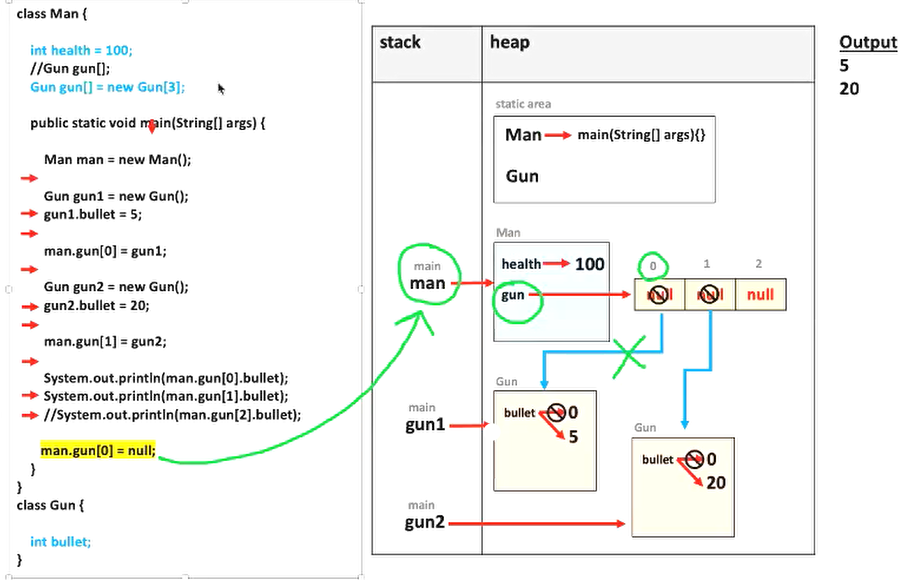 class Man {
int health = 100;
//Gun gun[];
Gun gun[] = new Gun[3];
public static void main(String[] args) {
Man man = new Man();
Gun gun1 = new Gun();
gun1.bullet = 5;
man.gun[0] = gun1;
Gun gun2 = new Gun();
gun2.bullet = 20;
man.gun[1] = gun2;
System.out.println(man.gun[0].bullet);
System.out.println(man.gun[1].bullet);
//System.out.println(man.gun[2].bullet);
man.gun[0] = null;
}
}
class Gun {
int bullet;
}
stack
heap
static area
Man
main(String[] args){}
Gun
Man
health
100
gun
0
1
2
null
null
null
main
man
Gun
bullet
0
5
main
gun1
Gun
bullet
0
20
main
gun2
Output
5
20